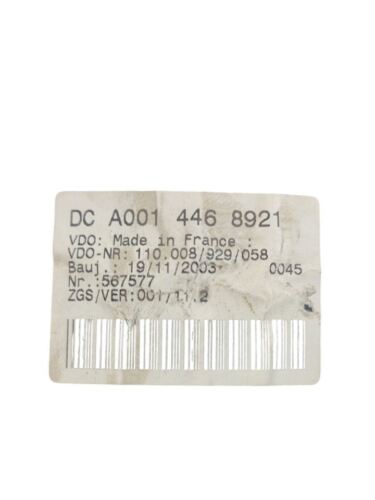 DC A001 446 8921
VDO: Made in France :
VDO-NR: 110.008/929/058
Bauj.: 19/11/2003 0045
Nr.:567577
ZGS/VER:001/11.2